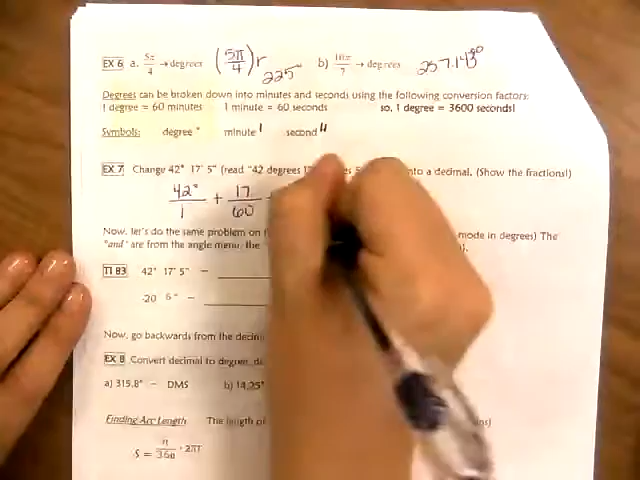 EX 6 a. 5π/4 → degrees (5π/4)r 225° b) 10π/7 → degrees 257.143°
Degrees can be broken down into minutes and seconds using the following conversion factors:
1 degree = 60 minutes 1 minute = 60 seconds so, 1 degree = 3600 seconds!
Symbols: degree ° minute ' second "
EX 7 Change 42° 17' 5" (read "42 degrees into a decimal. (Show the fractions!)
42°/1 + 17/60
Now, let's do the same problem on mode in degrees) The
"and' are from the angle menu, the
TI 83 42° 17' 5" =
-20 6" =
Now, go backwards from the decim
EX 8 Convert decimal to degree,
a) 315.8° = DMS b) 14.25°
Finding Arc Length The length of
s = n/360 · 2πr